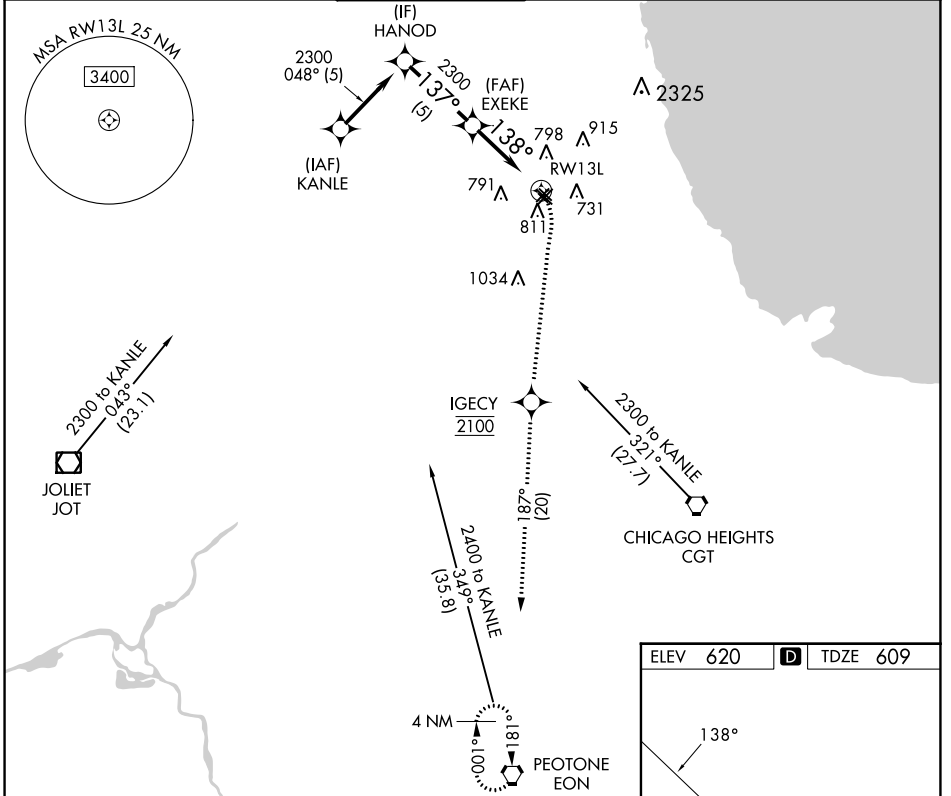 MSA RW13L 25 NM
3400
(IF)
HANOD
2300
048° (5)
2300
137°
(5)
(FAF)
EXEKE
138°
(IAF)
KANLE
2325
798
915
RW13L
791
731
811
1034
2300 to KANLE
043°
(23.1)
JOLIET
JOT
IGECY
2100
187°
(20)
2300 to KANLE
321°
(27.7)
CHICAGO HEIGHTS
CGT
2400 to KANLE
349°
(35.8)
4 NM
001°
181°
PEOTONE
EON
ELEV 620 D TDZE 609
138°